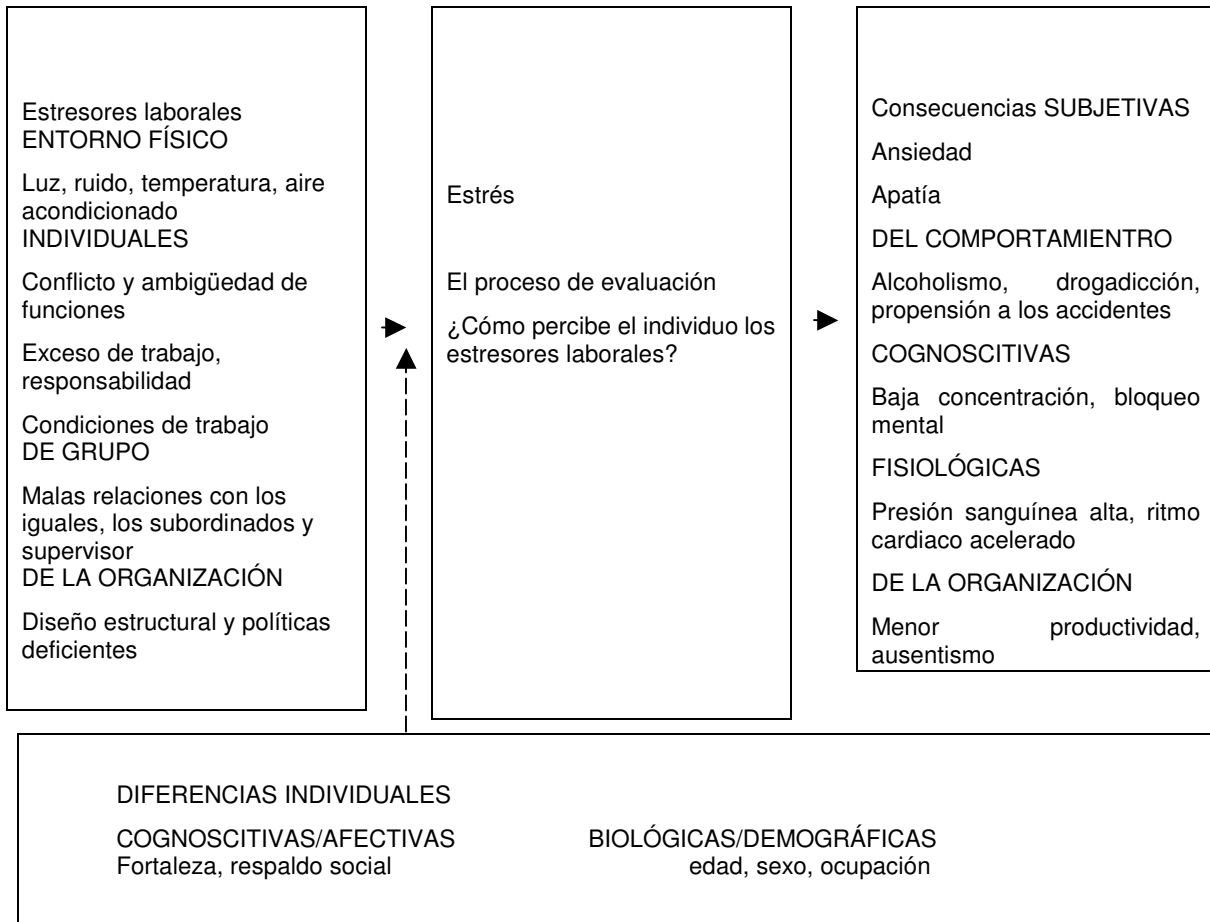 Estresores laborales
ENTORNO FÍSICO
Luz, ruido, temperatura, aire
acondicionado
INDIVIDUALES
Conflicto y ambigüedad de
funciones
Exceso de trabajo,
responsabilidad
Condiciones de trabajo
DE GRUPO
Malas relaciones con los
iguales, los subordinados y
supervisor
DE LA ORGANIZACIÓN
Diseño estructural y políticas
deficientes
Estrés
El proceso de evaluación
¿Cómo percibe el individuo los
estresores laborales?
Consecuencias SUBJETIVAS
Ansiedad
Apatía
DEL COMPORTAMIENTRO
Alcoholismo, drogadicción,
propensión a los accidentes
COGNOSCITIVAS
Baja concentración, bloqueo
mental
FISIOLÓGICAS
Presión sanguínea alta, ritmo
cardiaco acelerado
DE LA ORGANIZACIÓN
Menor productividad,
ausentismo
DIFERENCIAS INDIVIDUALES
COGNOSCITIVAS/AFECTIVAS BIOLÓGICAS/DEMOGRÁFICAS
Fortaleza, respaldo social edad, sexo, ocupación